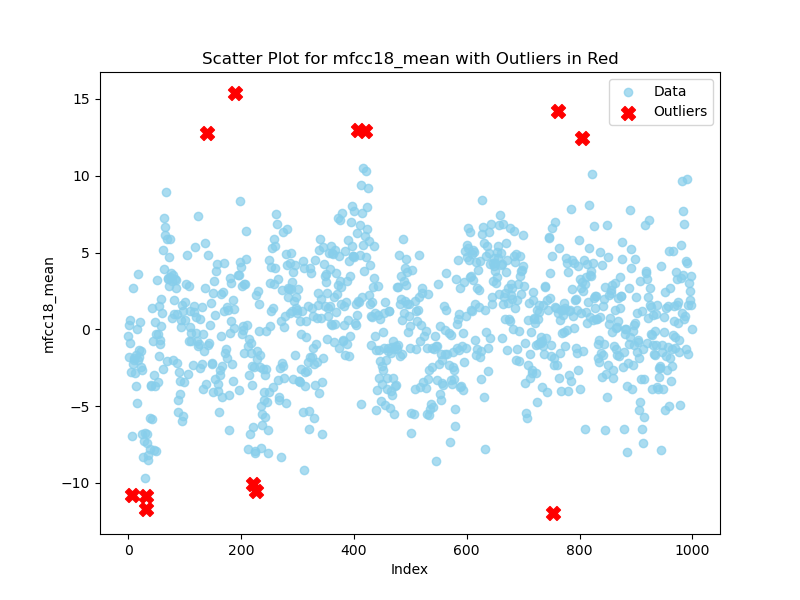 Scatter Plot for mfcc18_mean with Outliers in Red
Data
Outliers
mfcc18_mean
15
10
5
0
−5
−10
0
200
400
600
800
1000
Index